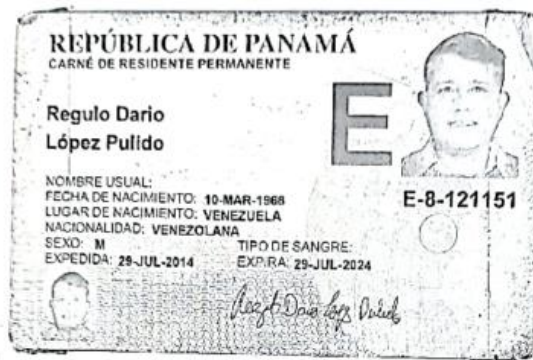 REPÚBLICA DE PANAMÁ
CARNÉ DE RESIDENTE PERMANENTE
E
Regulo Dario
López Pulido
NOMBRE USUAL:
FECHA DE NACIMIENTO: 10-MAR-1968
LUGAR DE NACIMIENTO: VENEZUELA
NACIONALIDAD: VENEZOLANA
SEXO: M TIPO DE SANGRE:
EXPEDIDA: 29-JUL-2014 EXPIRA: 29-JUL-2024
E-8-121151